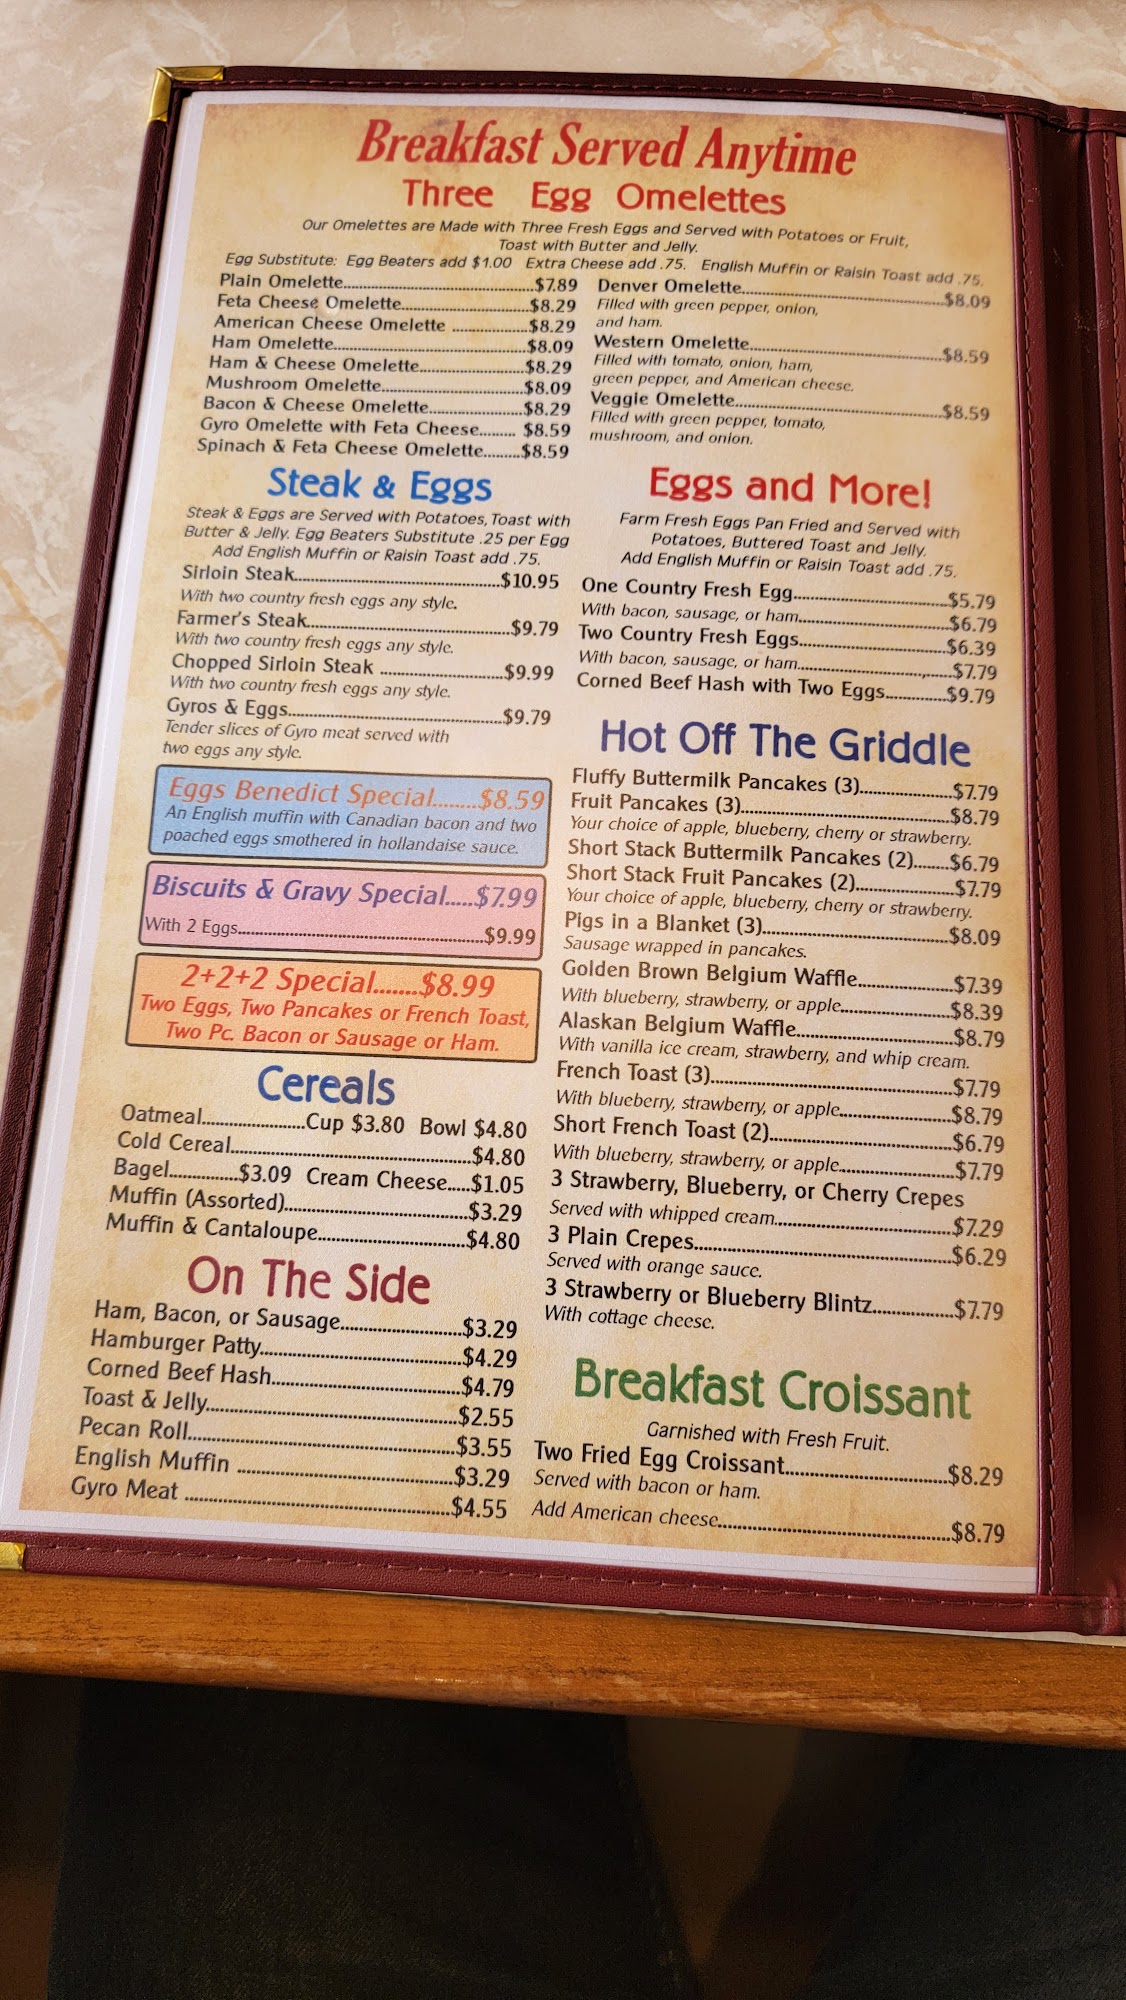 Breakfast Served Anytime
Three Egg Omelettes
Our Omelettes are Made with Three Fresh Eggs and Served with Potatoes or Fruit,
Toast with Butter and Jelly.
Egg Substitute: Egg Beaters add $1.00 Extra Cheese add .75. English Muffin or Raisin Toast add .75.
Plain Omelette...$7.89
Feta Cheese Omelette...$8.29
American Cheese Omelette ...$8.29
Ham Omelette...$8.09
Ham & Cheese Omelette...$8.29
Mushroom Omelette...$8.09
Bacon & Cheese Omelette...$8.29
Gyro Omelette with Feta Cheese... $8.59
Spinach & Feta Cheese Omelette...$8.59
Denver Omelette...$8.09
Filled with green pepper, onion,
and ham.
Western Omelette...$8.59
Filled with tomato, onion, ham,
green pepper, and American cheese.
Veggie Omelette...$8.59
Filled with green pepper, tomato,
mushroom, and onion.
Steak & Eggs
Steak & Eggs are Served with Potatoes, Toast with
Butter & Jelly. Egg Beaters Substitute .25 per Egg
Add English Muffin or Raisin Toast add .75.
Sirloin Steak...$10.95
With two country fresh eggs any style.
Farmer's Steak...$9.79
With two country fresh eggs any style.
Chopped Sirloin Steak ...$9.99
With two country fresh eggs any style.
Gyros & Eggs...$9.79
Tender slices of Gyro meat served with
two eggs any style.
Eggs Benedict Special...$8.59
An English muffin with Canadian bacon and two
poached eggs smothered in hollandaise sauce.
Biscuits & Gravy Special...$7.99
With 2 Eggs...$9.99
2+2+2 Special...$8.99
Two Eggs, Two Pancakes or French Toast,
Two Pc. Bacon or Sausage or Ham.
Cereals
Oatmeal...Cup $3.80 Bowl $4.80
Cold Cereal...$4.80
Bagel...$3.09 Cream Cheese...$1.05
Muffin (Assorted)...$3.29
Muffin & Cantaloupe...$4.80
On The Side
Ham, Bacon, or Sausage...$3.29
Hamburger Patty...$4.29
Corned Beef Hash...$4.79
Toast & Jelly...$2.55
Pecan Roll...$3.55
English Muffin ...$3.29
Gyro Meat ...$4.55
Eggs and More!
Farm Fresh Eggs Pan Fried and Served with
Potatoes, Buttered Toast and Jelly.
Add English Muffin or Raisin Toast add .75.
One Country Fresh Egg...$5.79
With bacon, sausage, or ham...$6.79
Two Country Fresh Eggs...$6.39
With bacon, sausage, or ham...$7.79
Corned Beef Hash with Two Eggs...$9.79
Hot Off The Griddle
Fluffy Buttermilk Pancakes (3)...$7.79
Fruit Pancakes (3)...$8.79
Your choice of apple, blueberry, cherry or strawberry.
Short Stack Buttermilk Pancakes (2)...$6.79
Short Stack Fruit Pancakes (2)...$7.79
Your choice of apple, blueberry, cherry or strawberry.
Pigs in a Blanket (3)...$8.09
Sausage wrapped in pancakes.
Golden Brown Belgium Waffle...$7.39
With blueberry, strawberry, or apple...$8.39
Alaskan Belgium Waffle...$8.79
With vanilla ice cream, strawberry, and whip cream.
French Toast (3)...$7.79
With blueberry, strawberry, or apple...$8.79
Short French Toast (2)...$6.79
With blueberry, strawberry, or apple...$7.79
3 Strawberry, Blueberry, or Cherry Crepes
Served with whipped cream...$7.29
3 Plain Crepes...$6.29
Served with orange sauce.
3 Strawberry or Blueberry Blintz...$7.79
With cottage cheese.
Breakfast Croissant
Garnished with Fresh Fruit.
Two Fried Egg Croissant...$8.29
Served with bacon or ham.
Add American cheese...$8.79